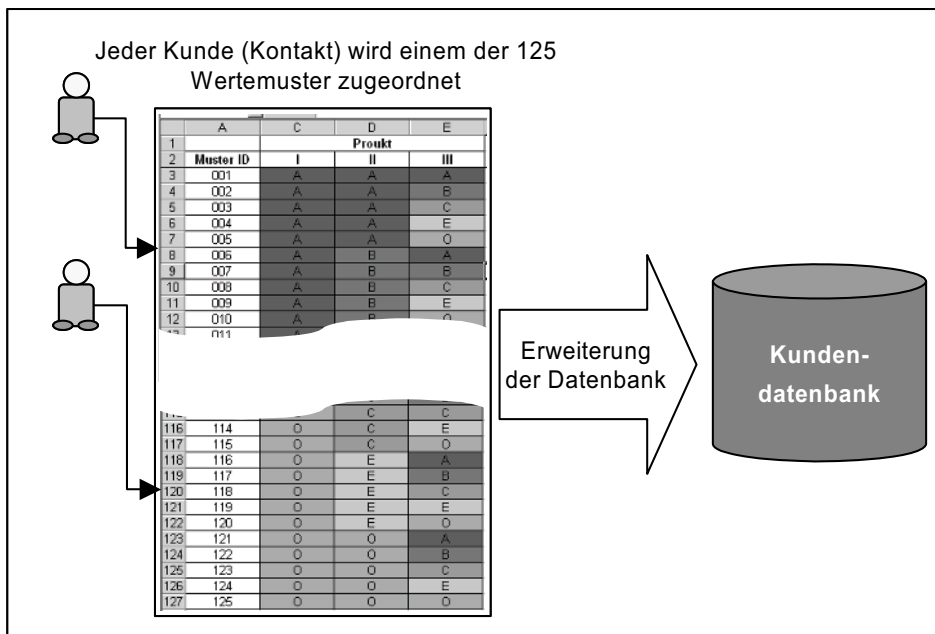 Jeder Kunde (Kontakt) wird einem der 125
Wertemuster zugeordnet
A C D E
1 Proukt
2 Muster ID I II III
3 001 A A A
4 002 A A B
5 003 A A C
6 004 A A E
7 005 A A O
8 006 A B A
9 007 A B B
10 008 A B C
11 009 A B E
12 010 A B O
011
C C
116 114 O C E
117 115 O C O
118 116 O E A
119 117 O E B
120 118 O E C
121 119 O E E
122 120 O E O
123 121 O O A
124 122 O O B
125 123 O O C
126 124 O O E
127 125 O O O
Erweiterung
der Datenbank
Kunden-
datenbank